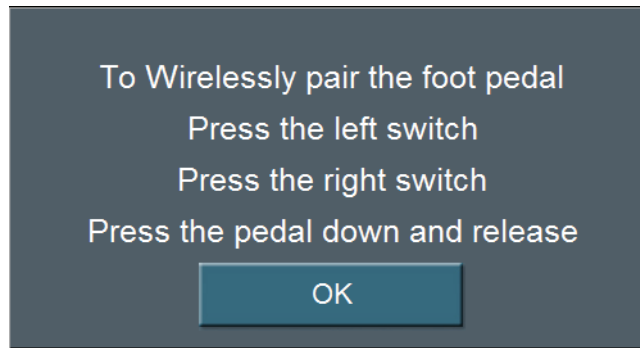 To Wirelessly pair the foot pedal
Press the left switch
Press the right switch
Press the pedal down and release
OK